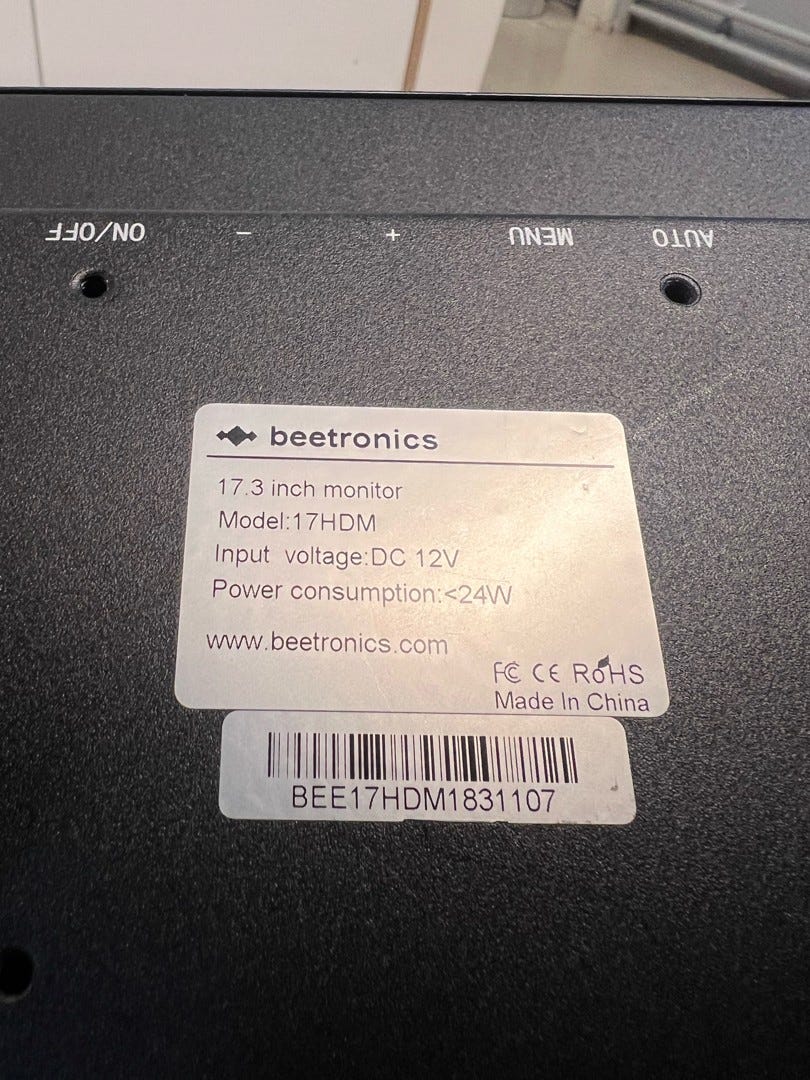 ON/OFF - + MENU AUTO
beetronics
17.3 inch monitor
Model:17HDM
Input voltage:DC 12V
Power consumption:<24W
www.beetronics.com
FC CE RoHS
Made In China
BEE17HDM1831107